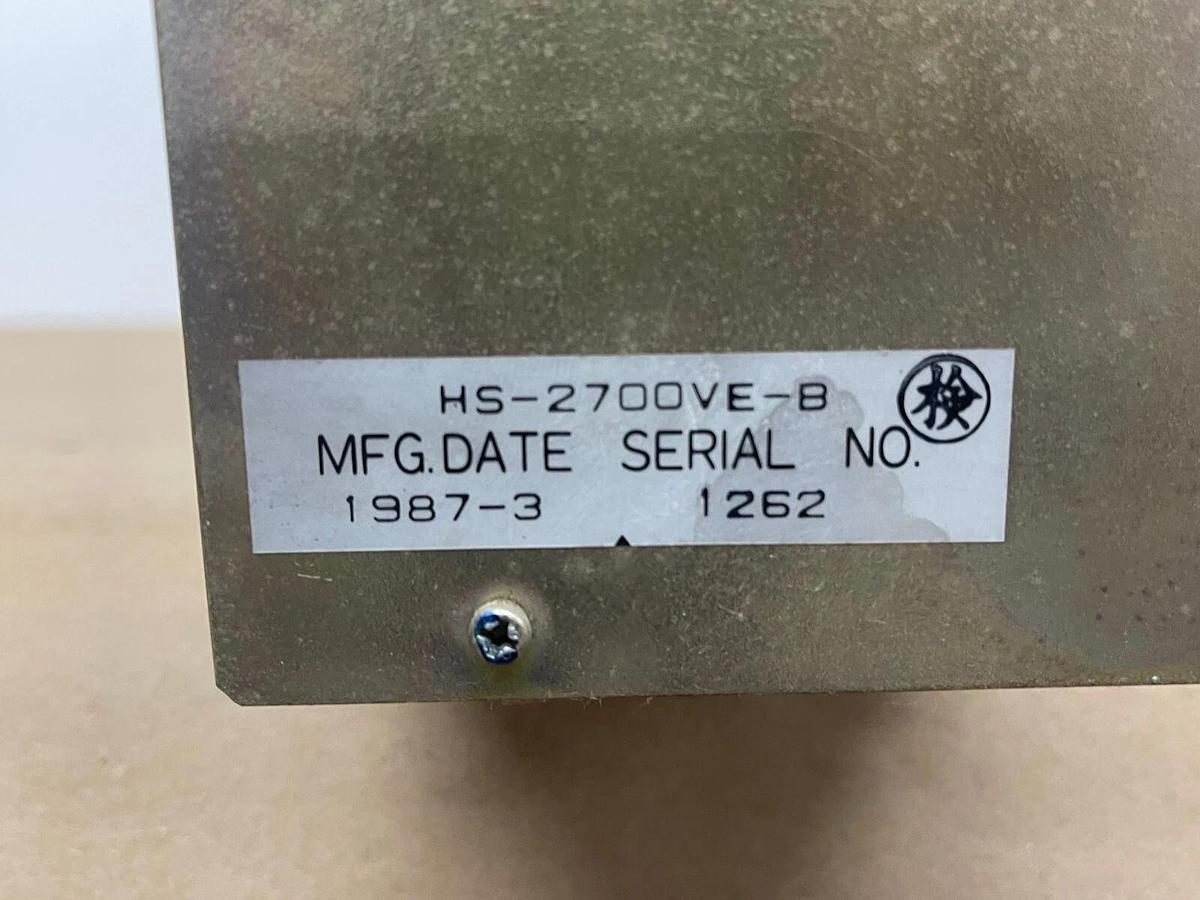 HS-2700VE-B 検
MFG.DATE SERIAL NO.
1987-3 1262